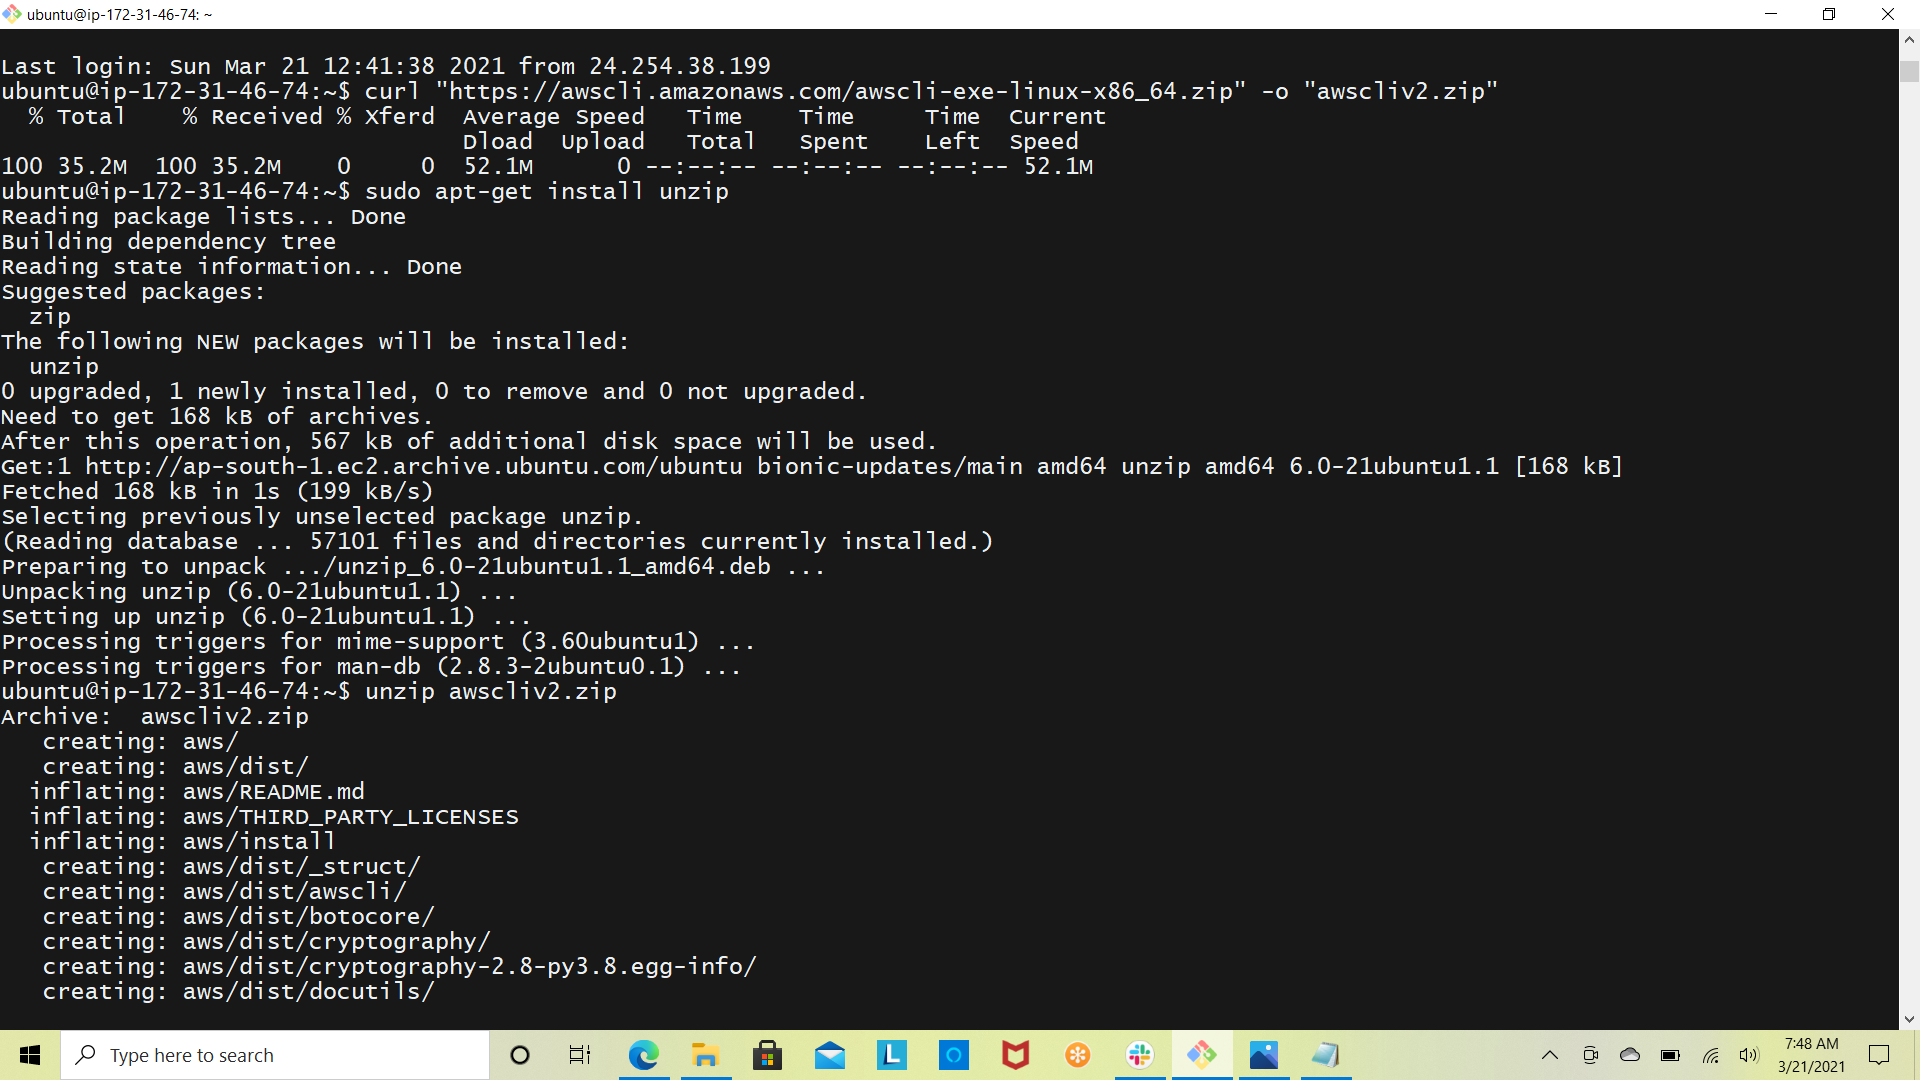 ubuntu@ip-172-31-46-74: ~
Last login: Sun Mar 21 12:41:38 2021 from 24.254.38.199
ubuntu@ip-172-31-46-74:~$ curl "https://awscli.amazonaws.com/awscli-exe-linux-x86_64.zip" -o "awscliv2.zip"
  % Total    % Received % Xferd  Average Speed   Time    Time     Time  Current
                                 Dload  Upload   Total   Spent    Left  Speed
100 35.2M  100 35.2M    0     0  52.1M      0 --:--:-- --:--:-- --:--:-- 52.1M
ubuntu@ip-172-31-46-74:~$ sudo apt-get install unzip
Reading package lists... Done
Building dependency tree
Reading state information... Done
Suggested packages:
  zip
The following NEW packages will be installed:
  unzip
0 upgraded, 1 newly installed, 0 to remove and 0 not upgraded.
Need to get 168 kB of archives.
After this operation, 567 kB of additional disk space will be used.
Get:1 http://ap-south-1.ec2.archive.ubuntu.com/ubuntu bionic-updates/main amd64 unzip amd64 6.0-21ubuntu1.1 [168 kB]
Fetched 168 kB in 1s (199 kB/s)
Selecting previously unselected package unzip.
(Reading database ... 57101 files and directories currently installed.)
Preparing to unpack .../unzip_6.0-21ubuntu1.1_amd64.deb ...
Unpacking unzip (6.0-21ubuntu1.1) ...
Setting up unzip (6.0-21ubuntu1.1) ...
Processing triggers for mime-support (3.60ubuntu1) ...
Processing triggers for man-db (2.8.3-2ubuntu0.1) ...
ubuntu@ip-172-31-46-74:~$ unzip awscliv2.zip
Archive:  awscliv2.zip
   creating: aws/
   creating: aws/dist/
  inflating: aws/README.md
  inflating: aws/THIRD_PARTY_LICENSES
  inflating: aws/install
   creating: aws/dist/_struct/
   creating: aws/dist/awscli/
   creating: aws/dist/botocore/
   creating: aws/dist/cryptography/
   creating: aws/dist/cryptography-2.8-py3.8.egg-info/
   creating: aws/dist/docutils/
Type here to search
L
7:48 AM
3/21/2021